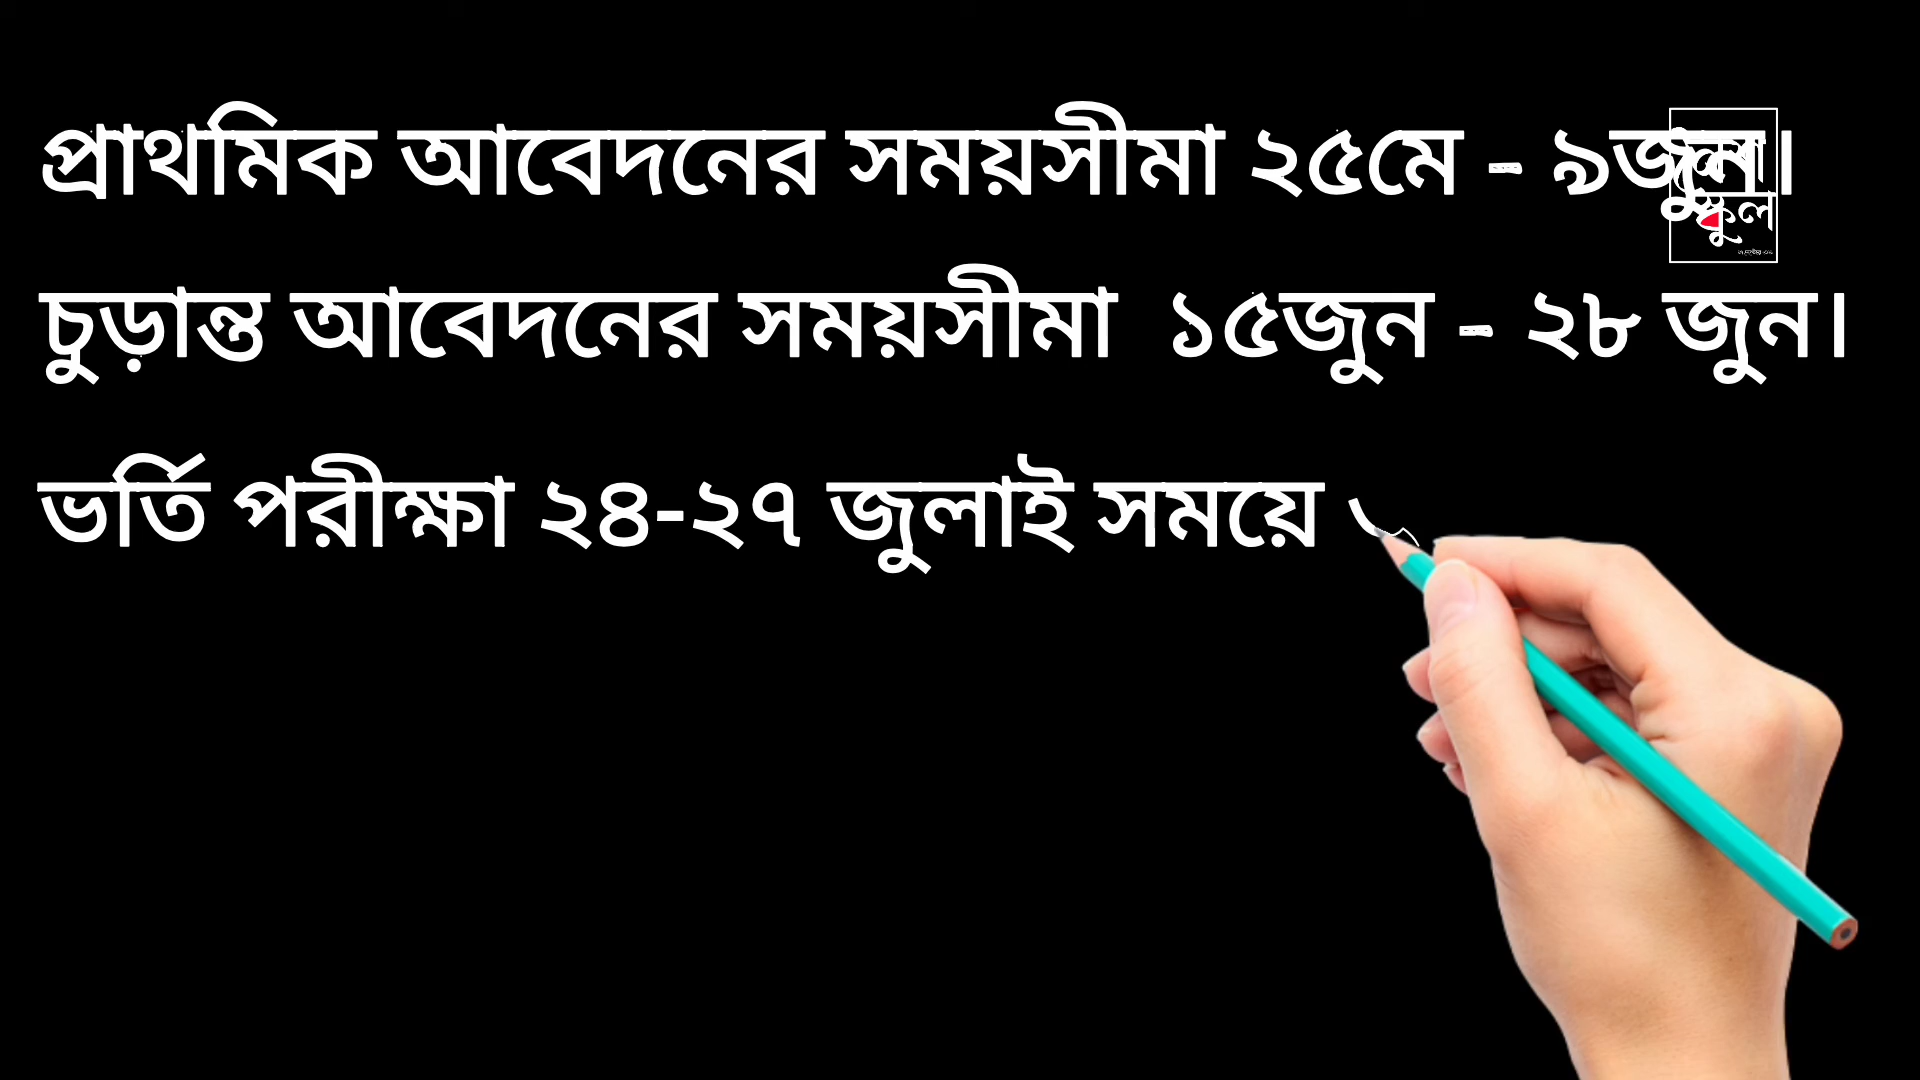 প্রাথমিক আবেদনের সময়সীমা ২৫মে - ৯জুন।
স্কুল
চুড়ান্ত আবেদনের সময়সীমা ১৫জুন - ২৮ জুন।
ভর্তি পরীক্ষা ২৪-২৭ জুলাই সময়ে